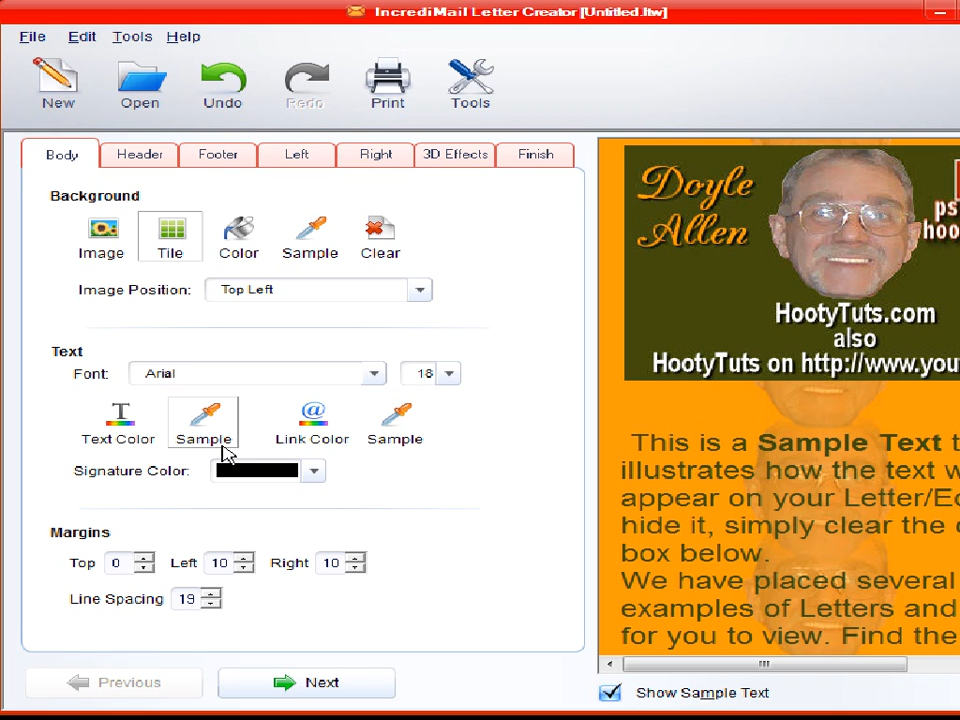 IncrediMail Letter Creator [Untitled.ltw]
File Edit Tools Help
New Open Undo Redo Print Tools
Body Header Footer Left Right 3D Effects Finish
Background
Image Tile Color Sample Clear
Image Position: Top Left
Text
Font: Arial 18
Text Color Sample Link Color Sample
Signature Color:
Margins
Top 0 Left 10 Right 10
Line Spacing 19
Previous Next
Doyle
Allen
ps
hoo
HootyTuts.com
also
HootyTuts on http://www.you
This is a Sample Text t
illustrates how the text w
appear on your Letter/Ec
hide it, simply clear the c
box below.
We have placed several
examples of Letters and
for you to view. Find the
Show Sample Text